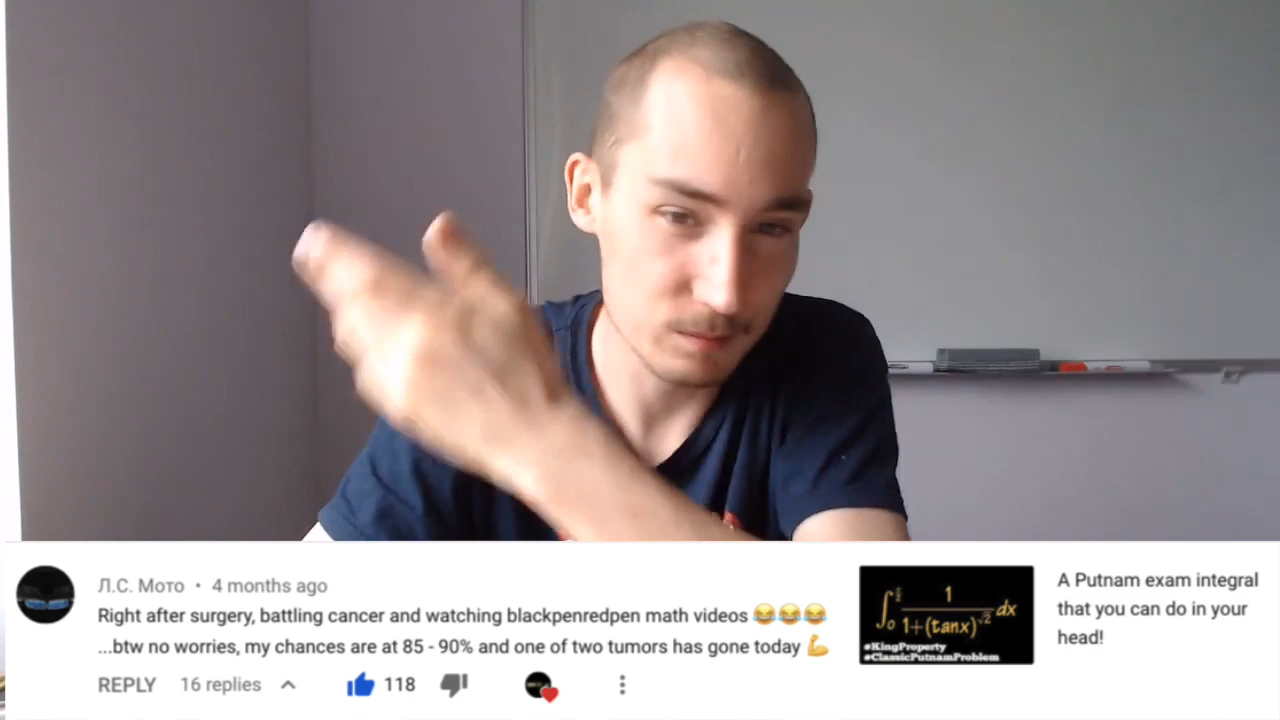 Л.С. Мото • 4 months ago
Right after surgery, battling cancer and watching blackpenredpen math videos 😂😂😂
...btw no worries, my chances are at 85 - 90% and one of two tumors has gone today 💪
REPLY 16 replies 118
∫₀^(π/2) 1/(1+(tanx)^√2) dx
#KingProperty
#ClassicPutnamProblem
A Putnam exam integral
that you can do in your
head!